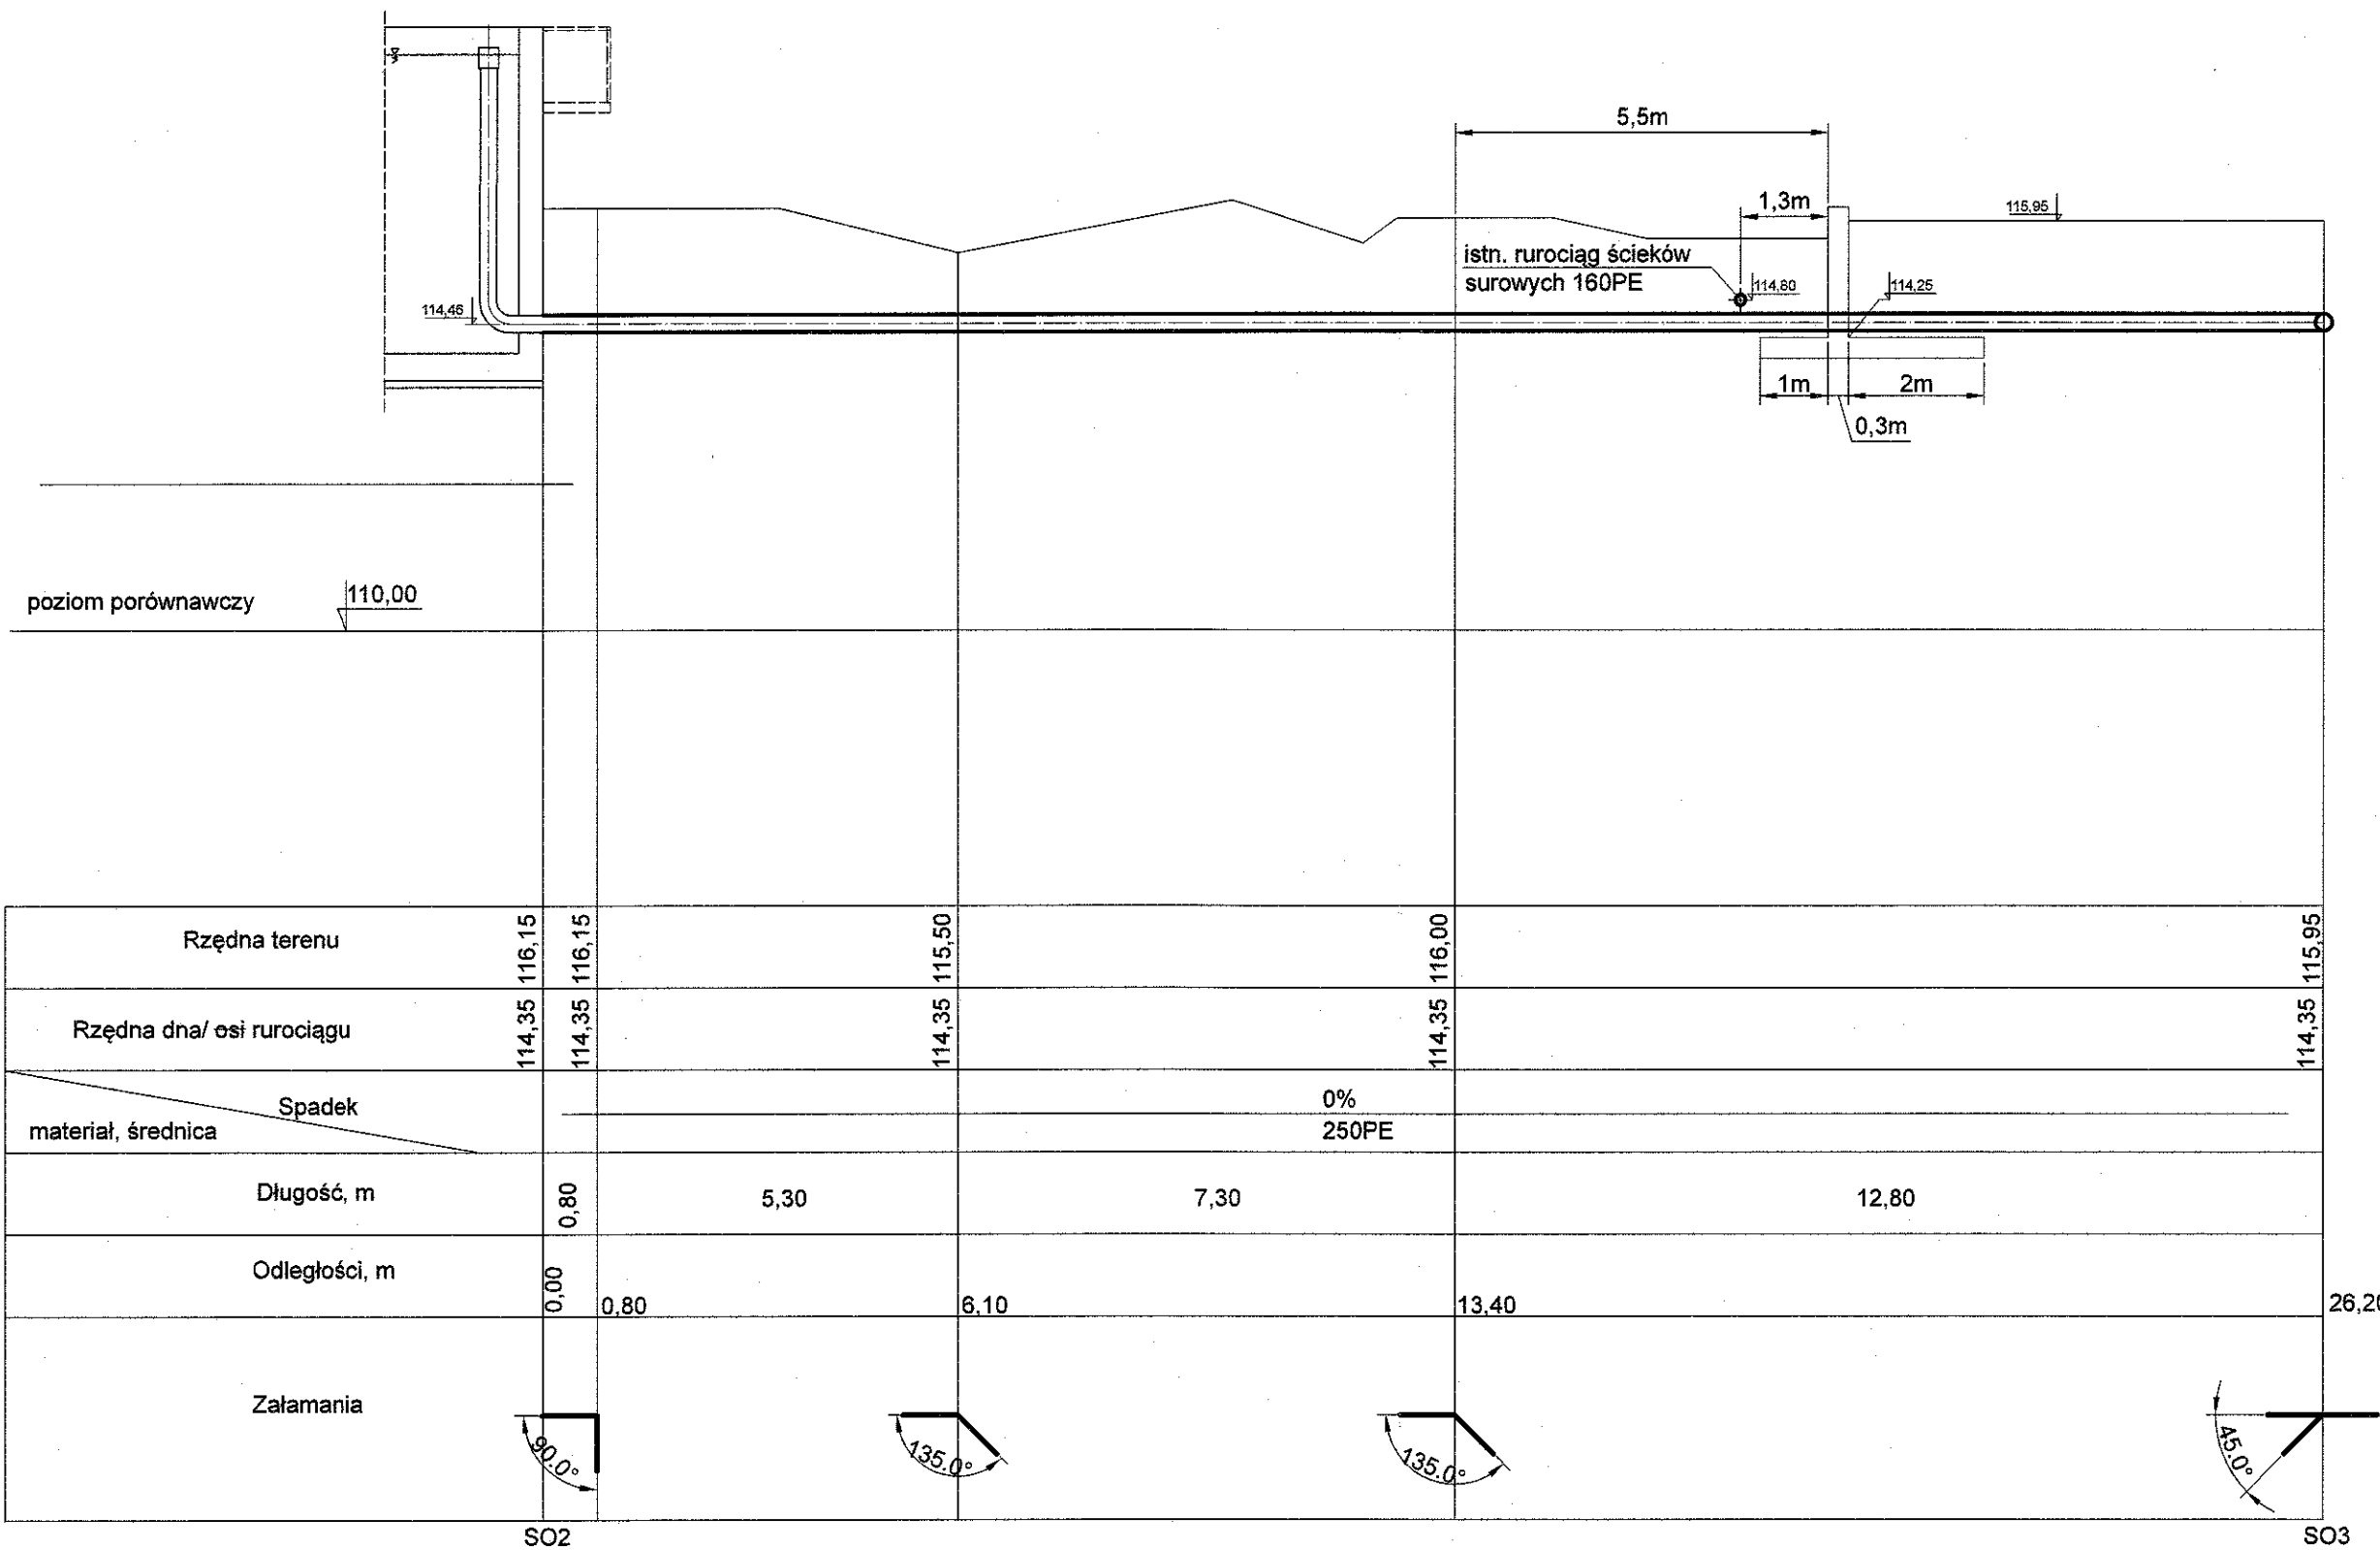 5,5m
1,3m
115,95
istn. rurociąg ścieków
surowych 160PE
114,80
114,25
114,46
1m
2m
0,3m
poziom porównawczy
110,00
Rzędna terenu
116,15
116,15
115,50
116,00
115,95
Rzędna dna/ osi rurociągu
114,35
114,35
114,35
114,35
114,35
Spadek
materiał, średnica
0%
250PE
Długość, m
0,80
5,30
7,30
12,80
Odległości, m
0,00
0,80
6,10
13,40
26,20
Załamania
90.0°
135.0°
135.0°
45.0°
SO2
SO3